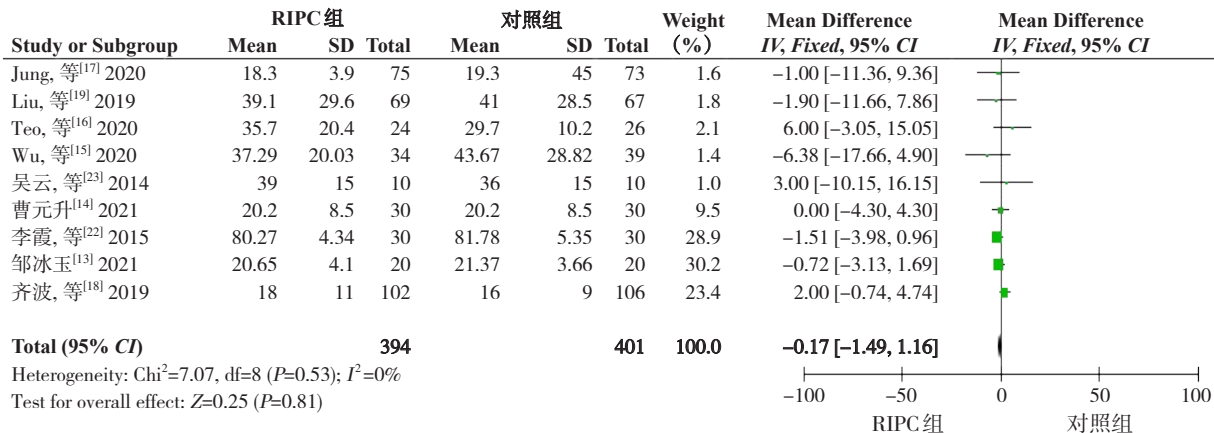 RIPC组 对照组 Weight Mean Difference Mean Difference
Study or Subgroup Mean SD Total Mean SD Total （%） IV, Fixed, 95% CI IV, Fixed, 95% CI
Jung, 等[17] 2020 18.3 3.9 75 19.3 45 73 1.6 −1.00 [−11.36, 9.36]
Liu, 等[19] 2019 39.1 29.6 69 41 28.5 67 1.8 −1.90 [−11.66, 7.86]
Teo, 等[16] 2020 35.7 20.4 24 29.7 10.2 26 2.1 6.00 [−3.05, 15.05]
Wu, 等[15] 2020 37.29 20.03 34 43.67 28.82 39 1.4 −6.38 [−17.66, 4.90]
吴云, 等[23] 2014 39 15 10 36 15 10 1.0 3.00 [−10.15, 16.15]
曹元升[14] 2021 20.2 8.5 30 20.2 8.5 30 9.5 0.00 [−4.30, 4.30]
李霞, 等[22] 2015 80.27 4.34 30 81.78 5.35 30 28.9 −1.51 [−3.98, 0.96]
邹冰玉[13] 2021 20.65 4.1 20 21.37 3.66 20 30.2 −0.72 [−3.13, 1.69]
齐波, 等[18] 2019 18 11 102 16 9 106 23.4 2.00 [−0.74, 4.74]
Total (95% CI) 394 401 100.0 −0.17 [−1.49, 1.16]
Heterogeneity: Chi²=7.07, df=8 (P=0.53); I²=0%
Test for overall effect: Z=0.25 (P=0.81)
−100 −50 0 50 100
RIPC组 对照组